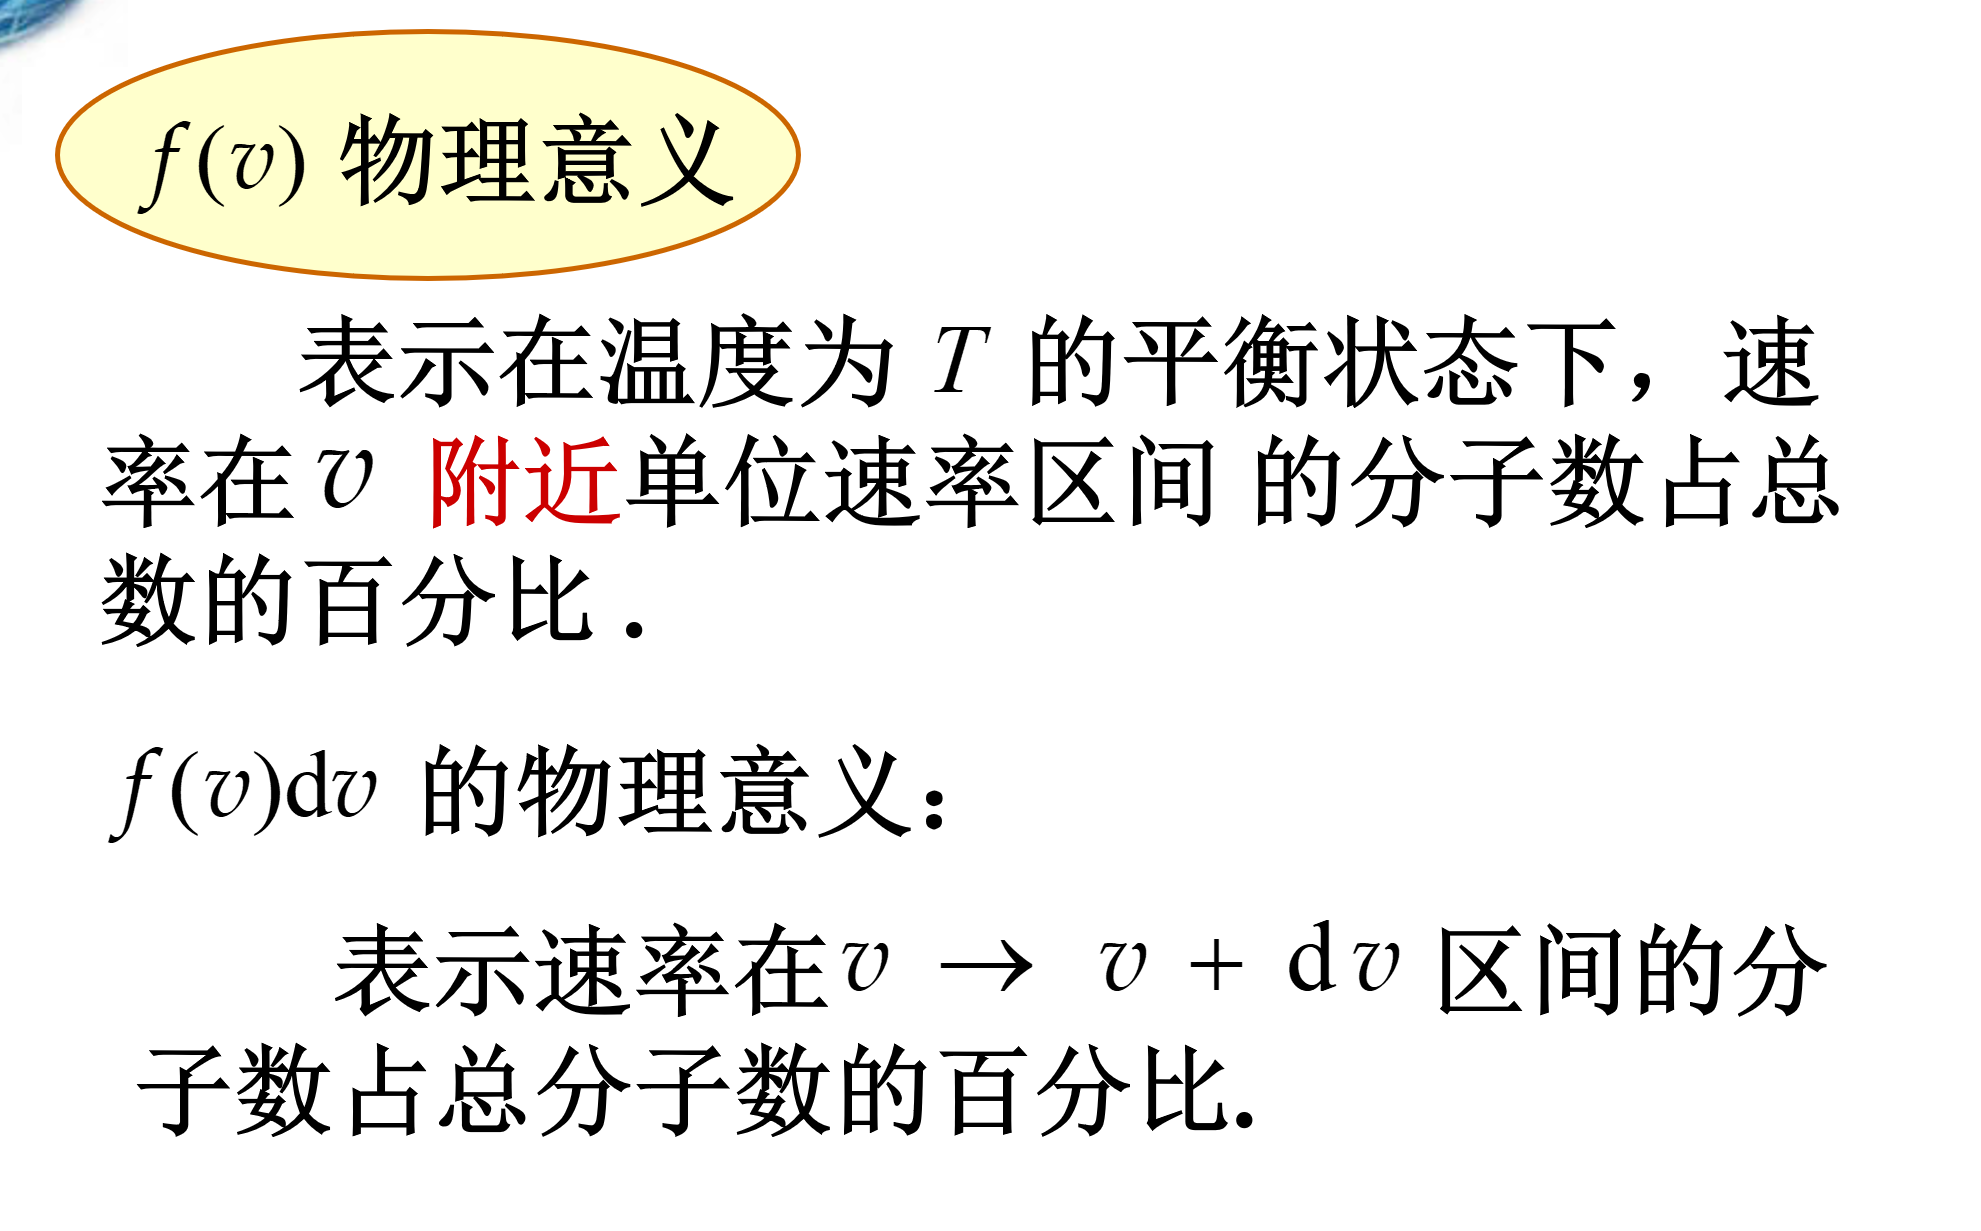 f(v) 物理意义
表示在温度为 T 的平衡状态下，速
率在 v 附近单位速率区间 的分子数占总
数的百分比 .
f(v)dv 的物理意义：
表示速率在 v → v + dv 区间的分
子数占总分子数的百分比.